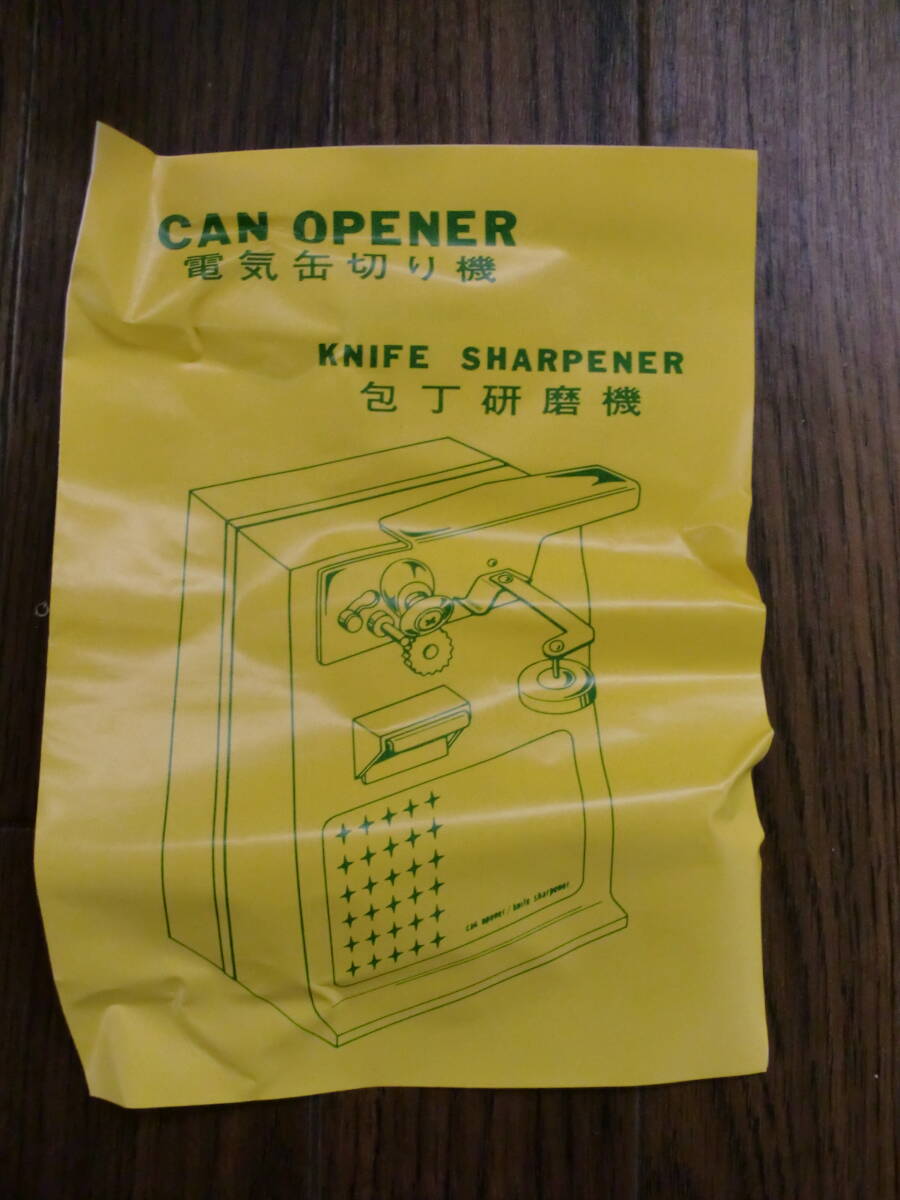 CAN OPENER
電気缶切り機
KNIFE SHARPENER
包丁研磨機
can opener / knife sharpener